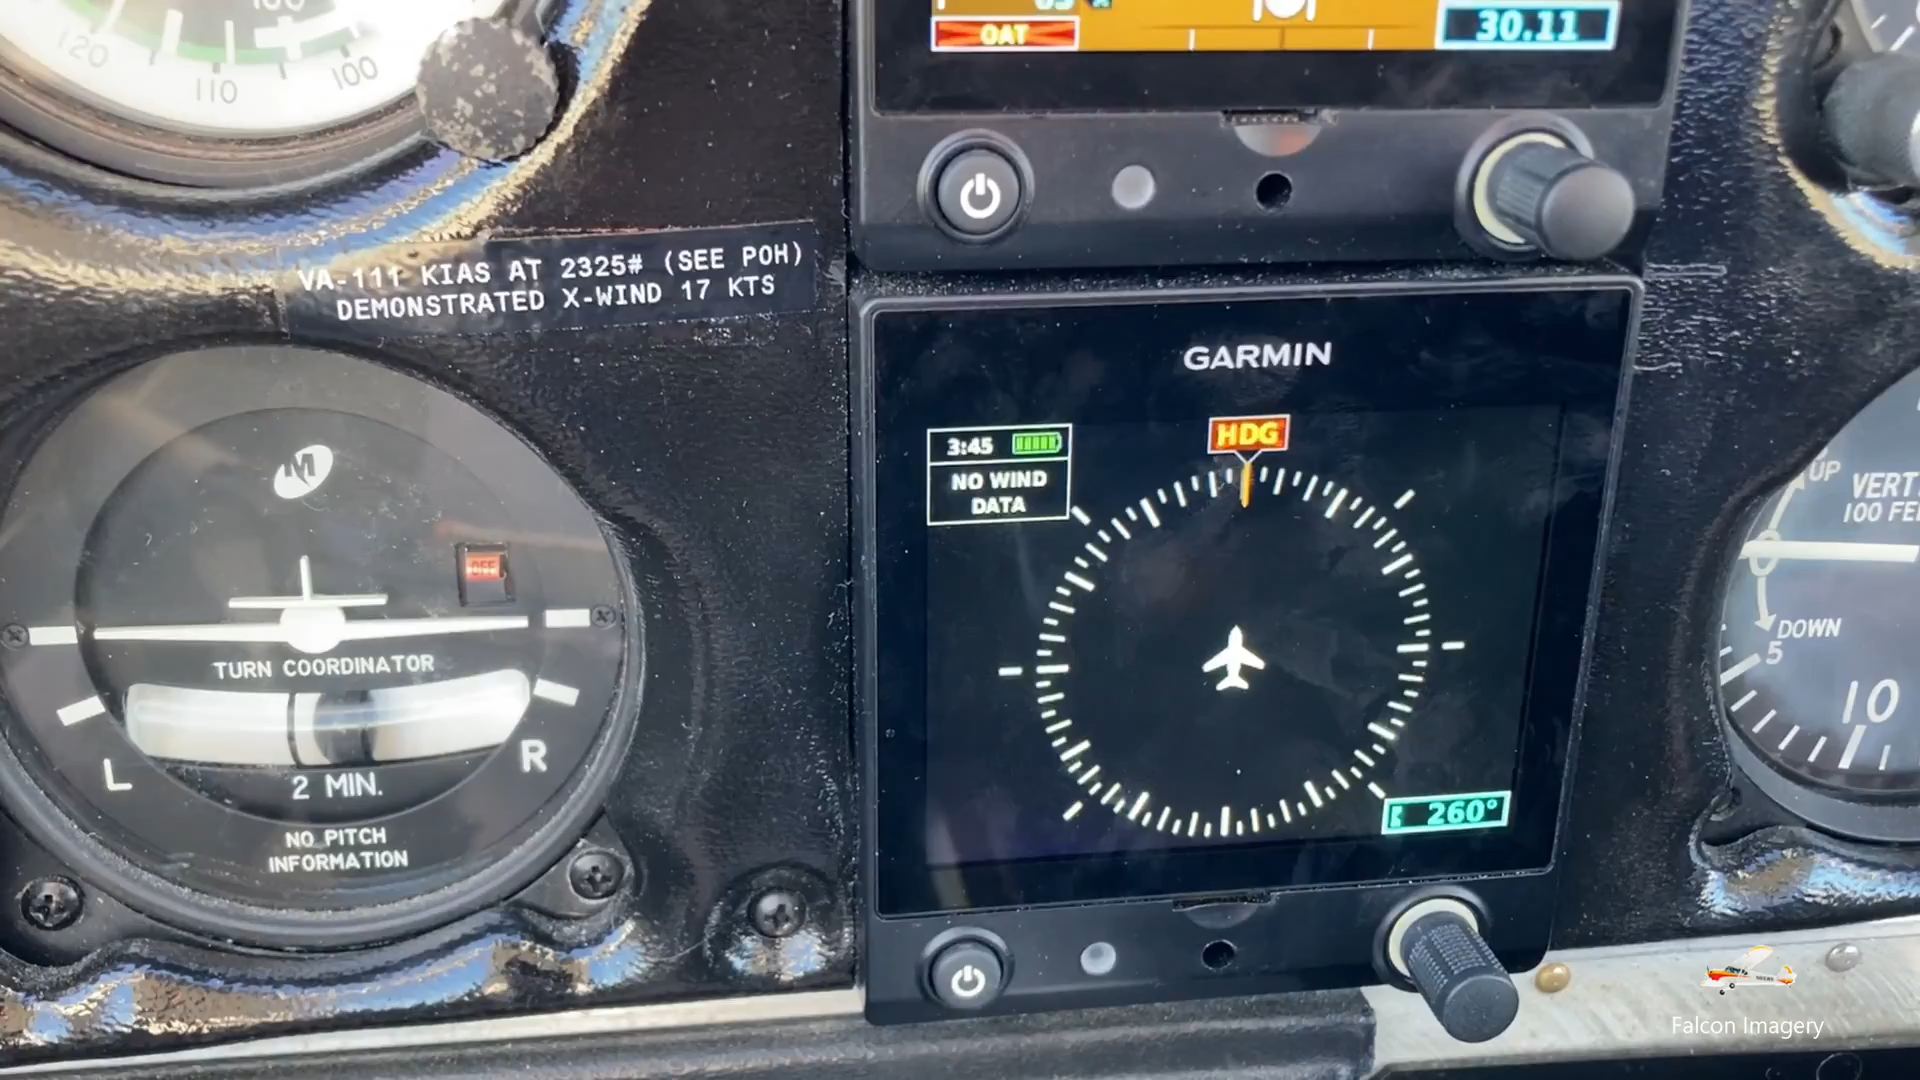 120
110
100
OAT
30.11
VA-111 KIAS AT 2325# (SEE POH)
DEMONSTRATED X-WIND 17 KTS
GARMIN
HDG
3:45
NO WIND
DATA
260°
M
OFF
TURN COORDINATOR
L
R
2 MIN.
NO PITCH
INFORMATION
UP
100
0
DOWN
5
10
Falcon Imagery